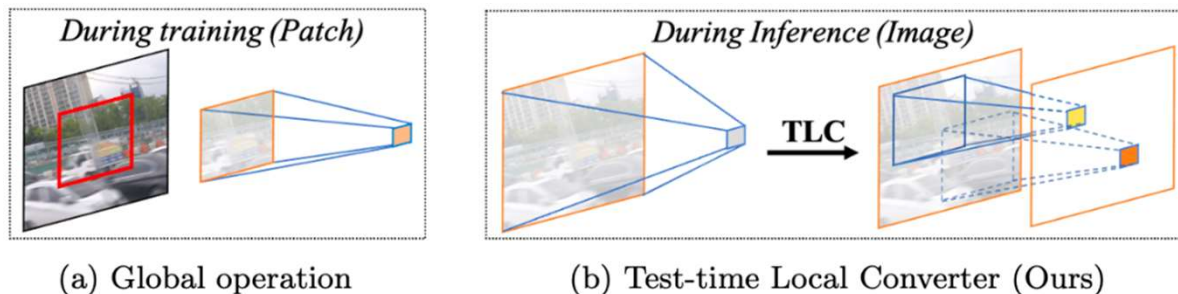 During training (Patch)
During Inference (Image)
TLC
(a) Global operation
(b) Test-time Local Converter (Ours)